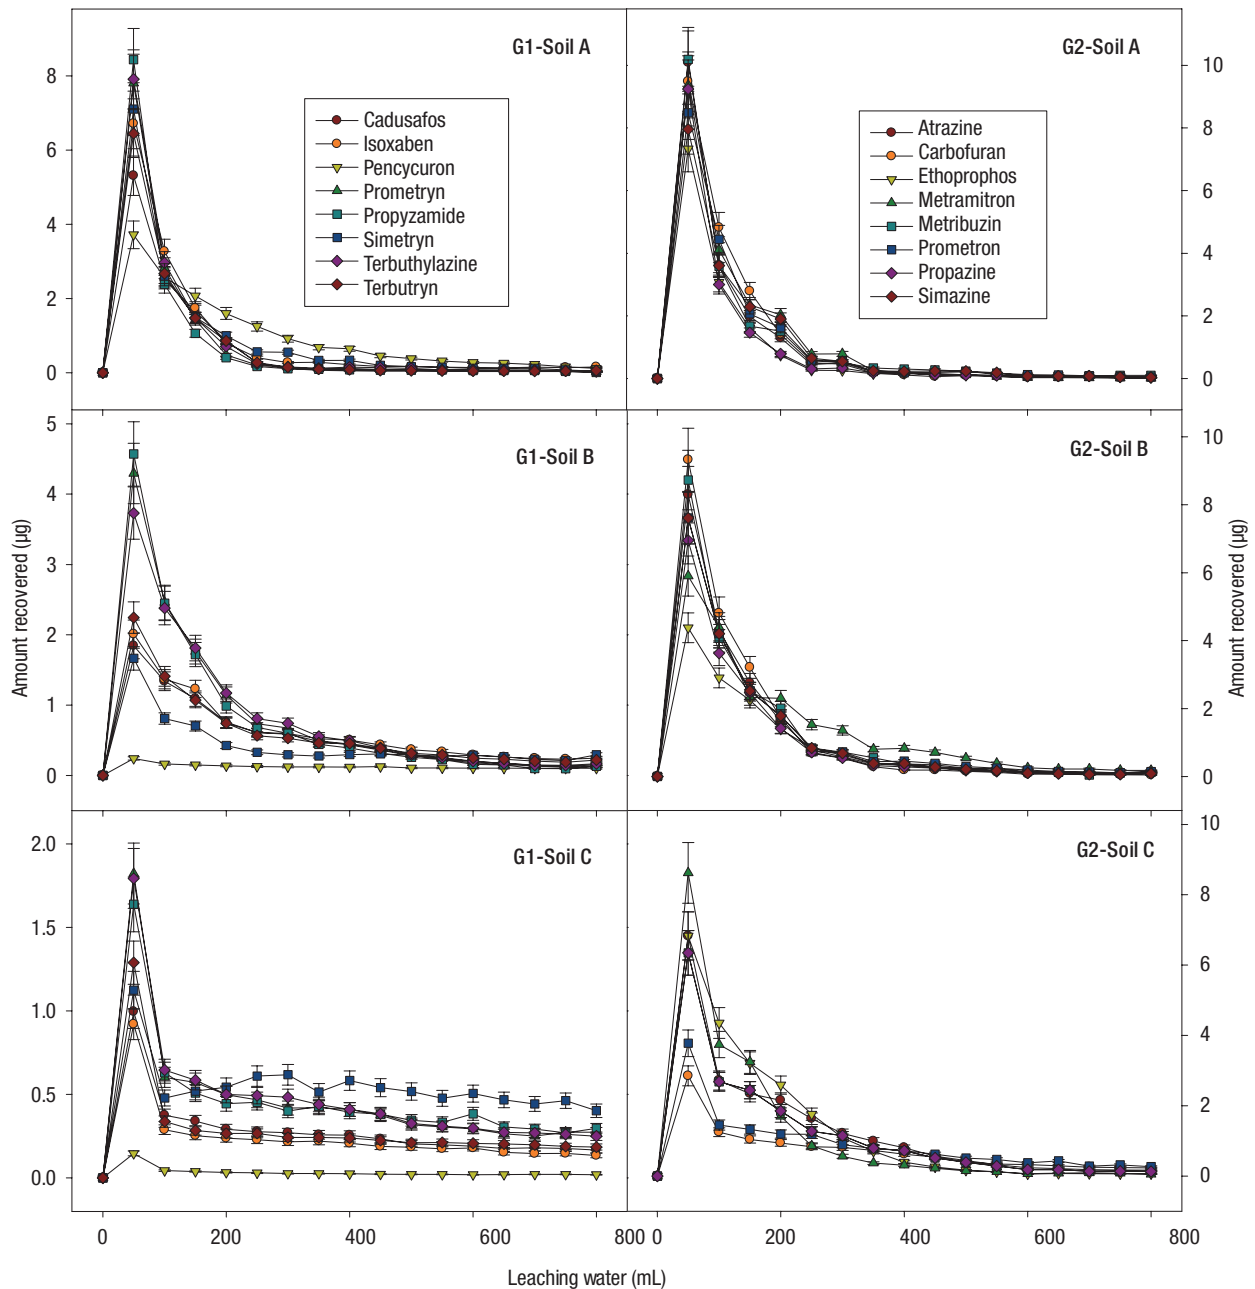 G1-Soil A
G2-Soil A
8
6
4
2
0
10
8
6
4
2
0
Cadusafos
Isoxaben
Pencycuron
Prometryn
Propyzamide
Simetryn
Terbuthylazine
Terbutryn
Atrazine
Carbofuran
Ethoprophos
Metramitron
Metribuzin
Prometron
Propazine
Simazine
G1-Soil B
G2-Soil B
5
4
3
2
1
0
10
8
6
4
2
0
Amount recovered (µg)
Amount recovered (µg)
G1-Soil C
G2-Soil C
2.0
1.5
1.0
0.5
0.0
10
8
6
4
2
0
0 200 400 600 800 0 200 400 600 800
Leaching water (mL)